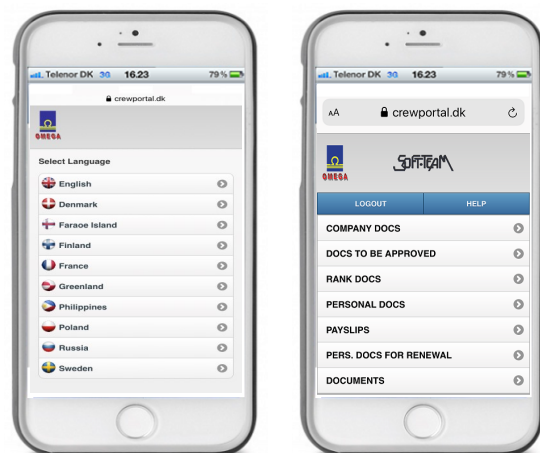 Telenor DK 3G 16.23 79%
crewportal.dk
OMEGA
Select Language
English
Denmark
Faraoe Island
Finland
France
Greenland
Philippines
Poland
Russia
Sweden
Telenor DK 3G 16.23 79%
AA crewportal.dk
OMEGA SOFT-TEAM
LOGOUT HELP
COMPANY DOCS
DOCS TO BE APPROVED
RANK DOCS
PERSONAL DOCS
PAYSLIPS
PERS. DOCS FOR RENEWAL
DOCUMENTS